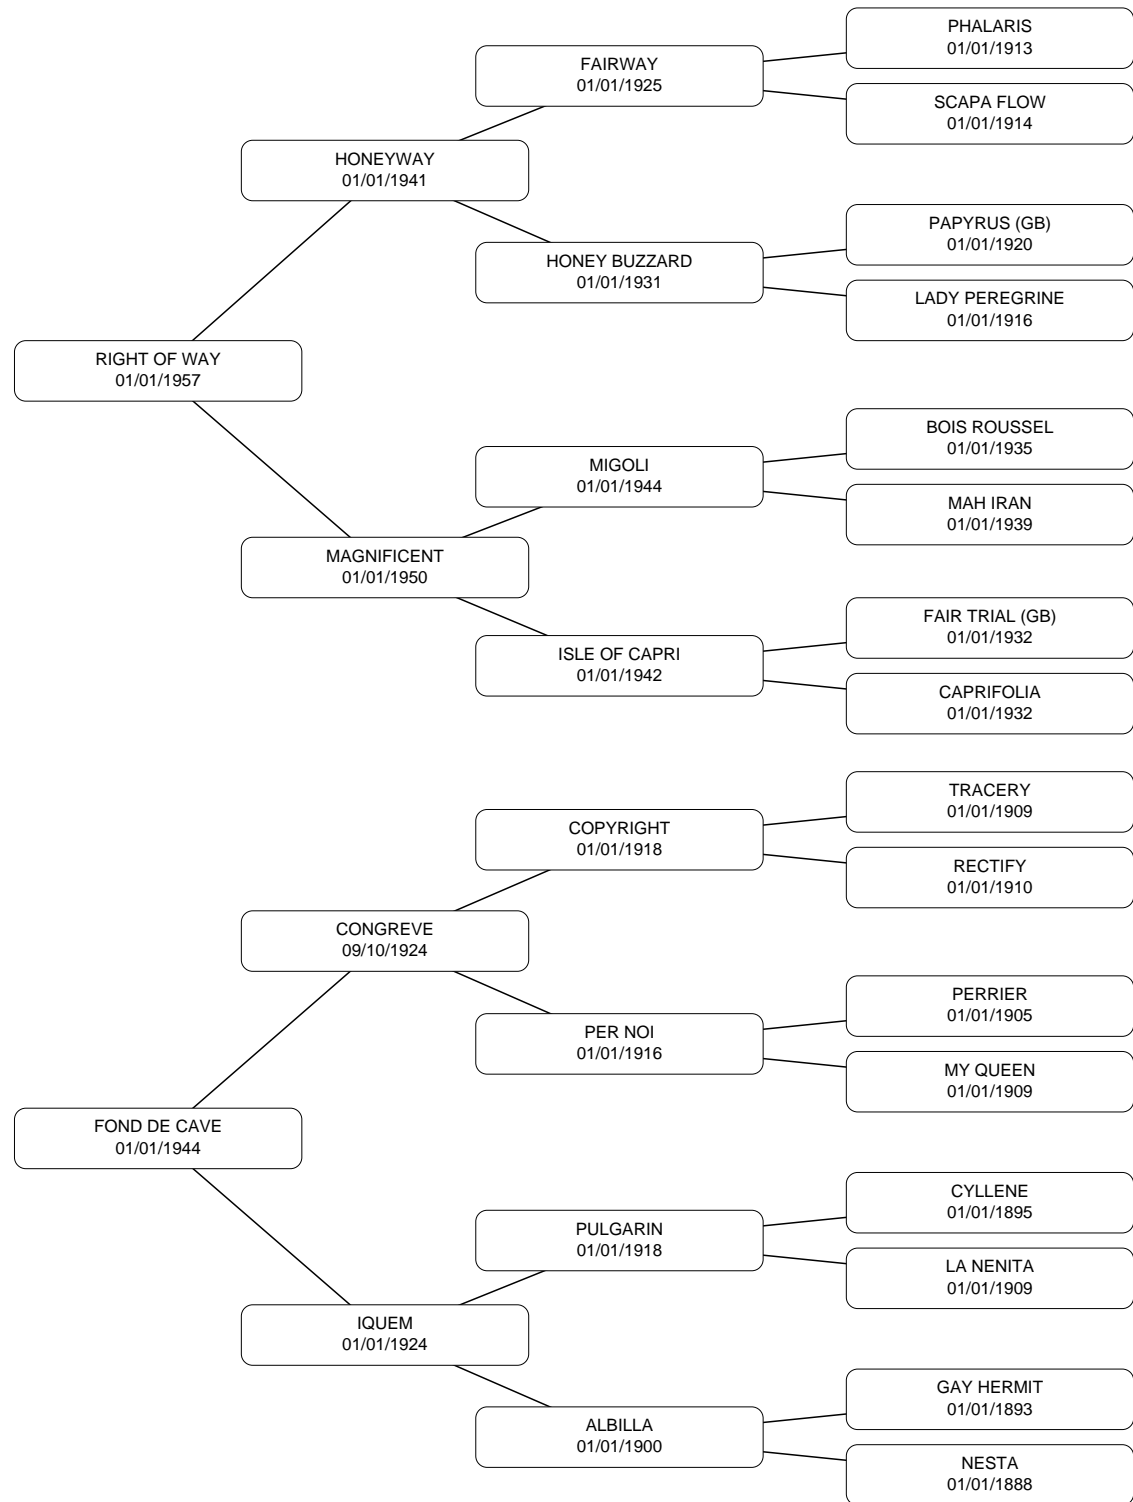 PHALARIS
01/01/1913
FAIRWAY
01/01/1925
SCAPA FLOW
01/01/1914
HONEYWAY
01/01/1941
PAPYRUS (GB)
01/01/1920
HONEY BUZZARD
01/01/1931
LADY PEREGRINE
01/01/1916
RIGHT OF WAY
01/01/1957
BOIS ROUSSEL
01/01/1935
MIGOLI
01/01/1944
MAH IRAN
01/01/1939
MAGNIFICENT
01/01/1950
FAIR TRIAL (GB)
01/01/1932
ISLE OF CAPRI
01/01/1942
CAPRIFOLIA
01/01/1932
TRACERY
01/01/1909
COPYRIGHT
01/01/1918
RECTIFY
01/01/1910
CONGREVE
09/10/1924
PERRIER
01/01/1905
PER NOI
01/01/1916
MY QUEEN
01/01/1909
FOND DE CAVE
01/01/1944
CYLLENE
01/01/1895
PULGARIN
01/01/1918
LA NENITA
01/01/1909
IQUEM
01/01/1924
GAY HERMIT
01/01/1893
ALBILLA
01/01/1900
NESTA
01/01/1888